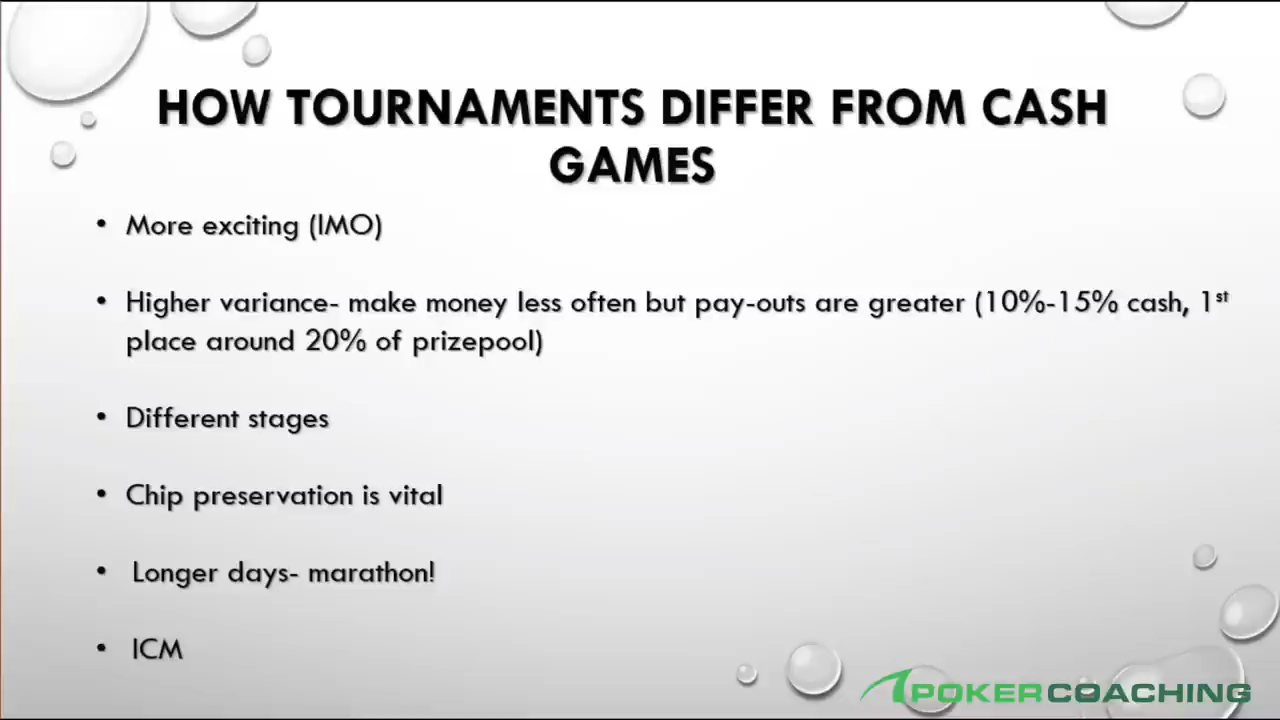 HOW TOURNAMENTS DIFFER FROM CASH
GAMES
• More exciting (IMO)
• Higher variance- make money less often but pay-outs are greater (10%-15% cash, 1st
place around 20% of prizepool)
• Different stages
• Chip preservation is vital
• Longer days- marathon!
• ICM
POKERCOACHING